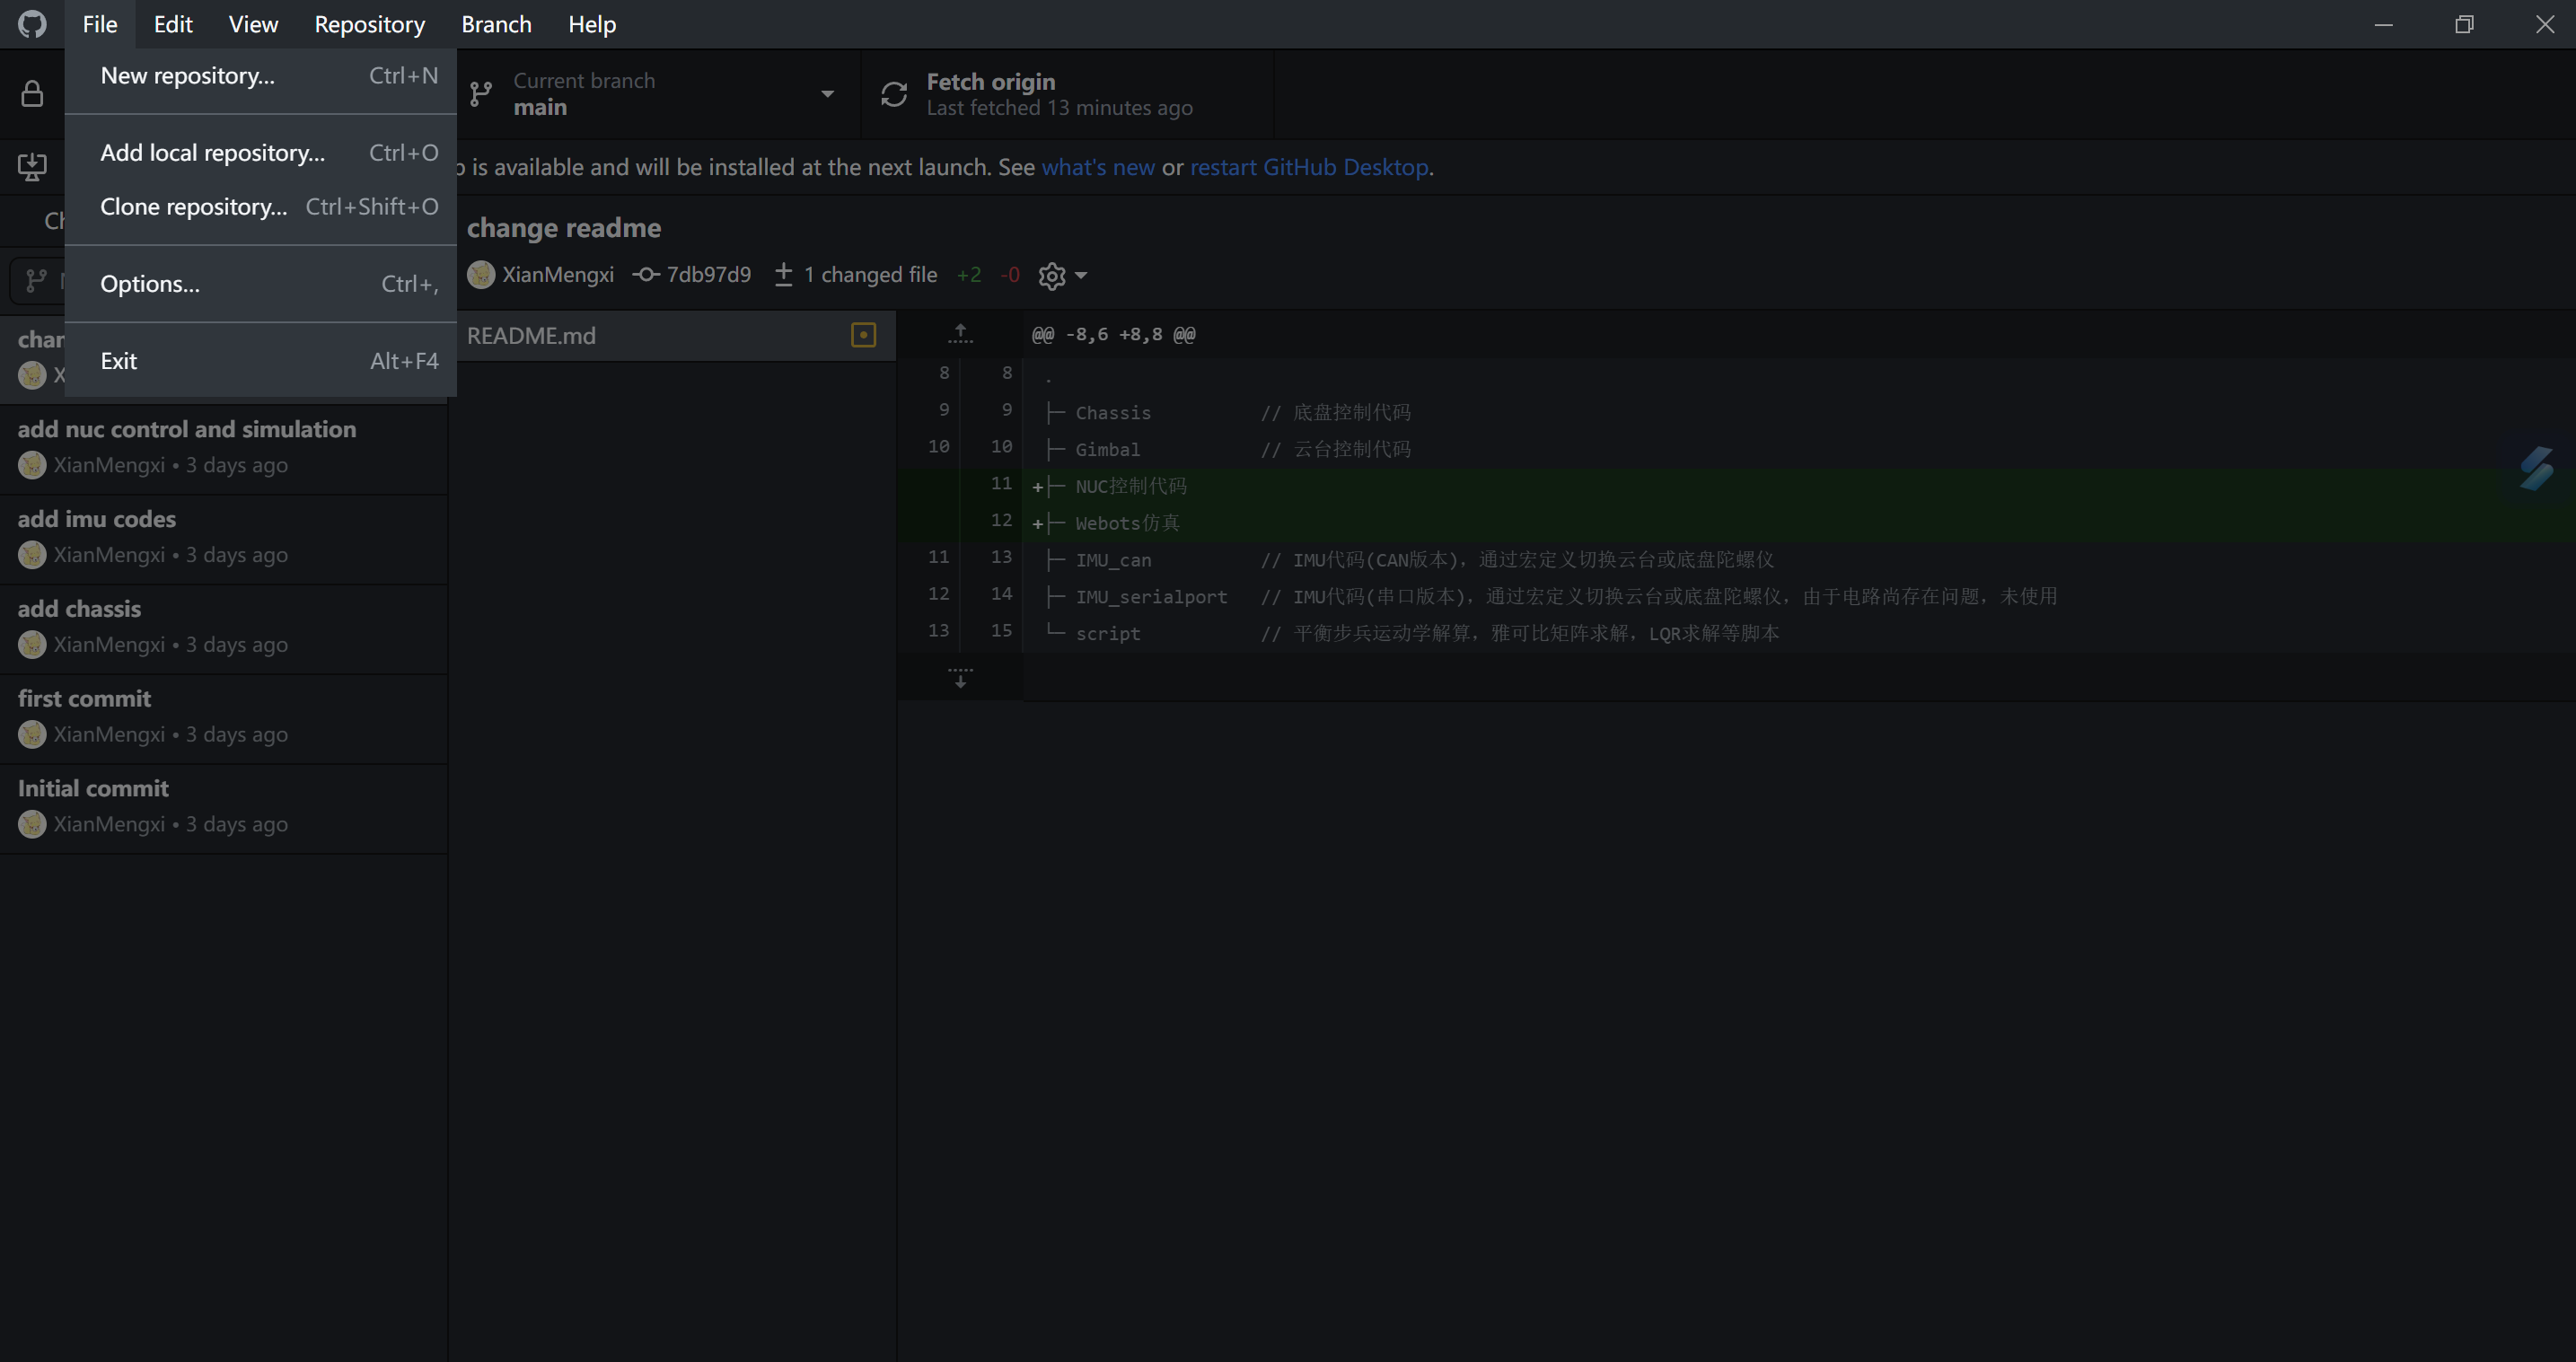 File Edit View Repository Branch Help
New repository... Ctrl+N
Add local repository... Ctrl+O
Clone repository... Ctrl+Shift+O
Options... Ctrl+,
Exit Alt+F4
Current branch
main
Fetch origin
Last fetched 13 minutes ago
is available and will be installed at the next launch. See what's new or restart GitHub Desktop.
change readme
XianMengxi 7db97d9 1 changed file +2 -0
README.md
add nuc control and simulation
XianMengxi • 3 days ago
add imu codes
XianMengxi • 3 days ago
add chassis
XianMengxi • 3 days ago
first commit
XianMengxi • 3 days ago
Initial commit
XianMengxi • 3 days ago
@@ -8,6 +8,8 @@
8 8 .
9 9 ├─ Chassis // 底盘控制代码
10 10 ├─ Gimbal // 云台控制代码
11 +├─ NUC控制代码
12 +├─ Webots仿真
11 13 ├─ IMU_can // IMU代码(CAN版本)，通过宏定义切换云台或底盘陀螺仪
12 14 ├─ IMU_serialport // IMU代码(串口版本)，通过宏定义切换云台或底盘陀螺仪，由于电路尚存在问题，未使用
13 15 └─ script // 平衡步兵运动学解算，雅可比矩阵求解，LQR求解等脚本